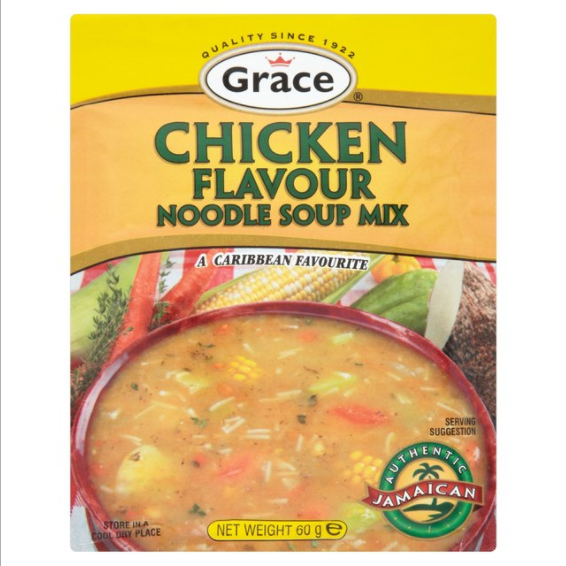 QUALITY SINCE 1922
Grace
®
CHICKEN
FLAVOUR
NOODLE SOUP MIX
A CARIBBEAN FAVOURITE
SERVING
SUGGESTION
AUTHENTIC
JAMAICAN
STORE IN A
COOL DRY PLACE
NET WEIGHT 60 g ℮